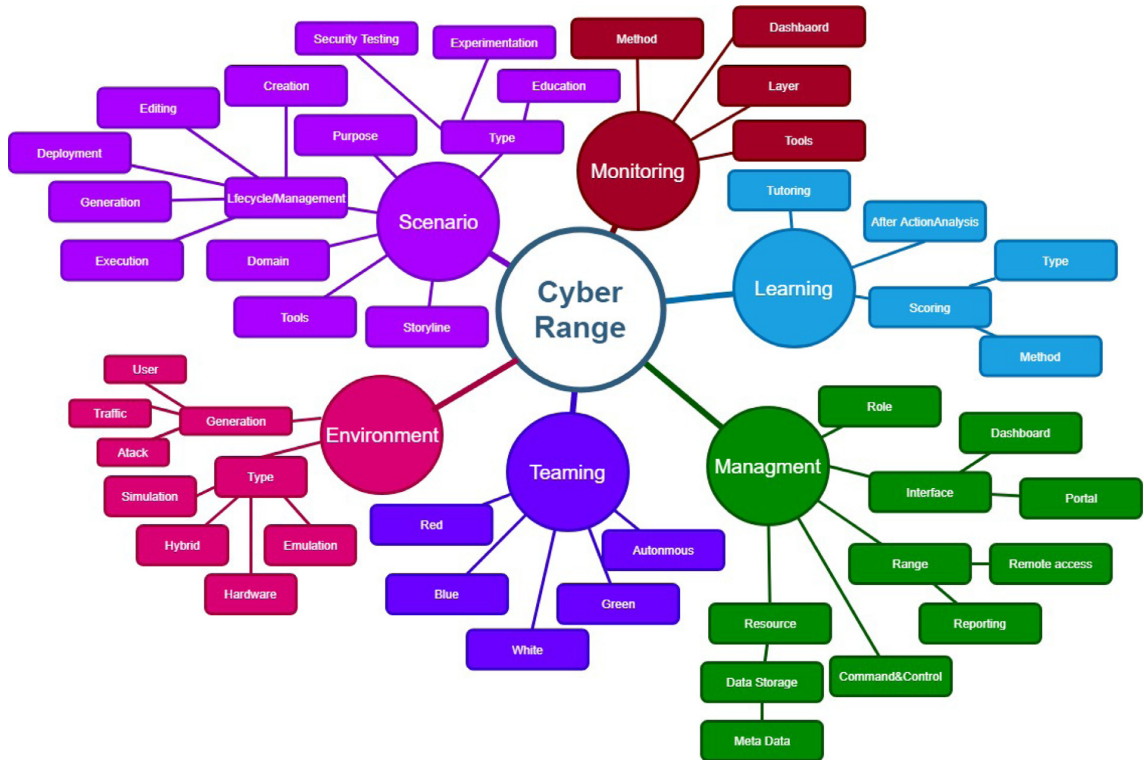 Security Testing
Experimentation
Creation
Education
Editing
Purpose
Type
Deployment
Generation
Lfecycle/Management
Scenario
Execution
Domain
Tools
Storyline
Method
Dashbaord
Layer
Tools
Monitoring
Tutoring
After ActionAnalysis
Type
Learning
Scoring
Method
Cyber
Range
User
Traffic
Generation
Atack
Environment
Type
Simulation
Hybrid
Emulation
Hardware
Teaming
Red
Autonmous
Blue
Green
White
Role
Dashboard
Managment
Interface
Portal
Range
Remote access
Reporting
Resource
Command&Control
Data Storage
Meta Data